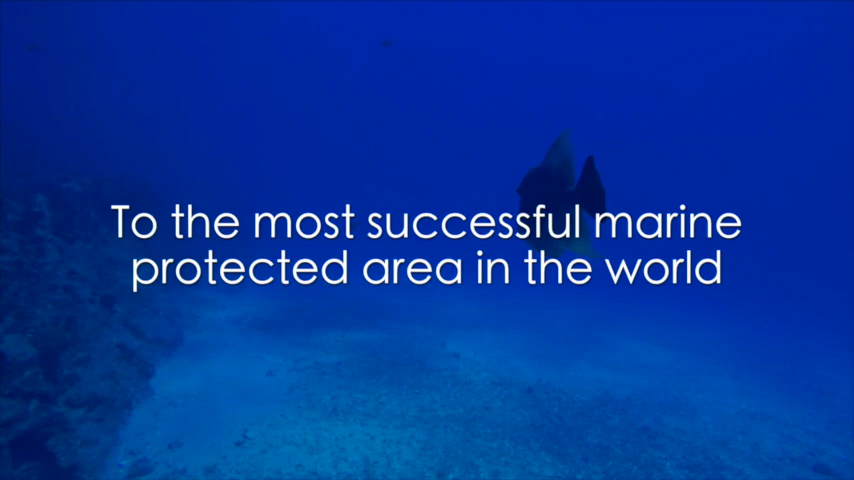 To the most successful marine
protected area in the world